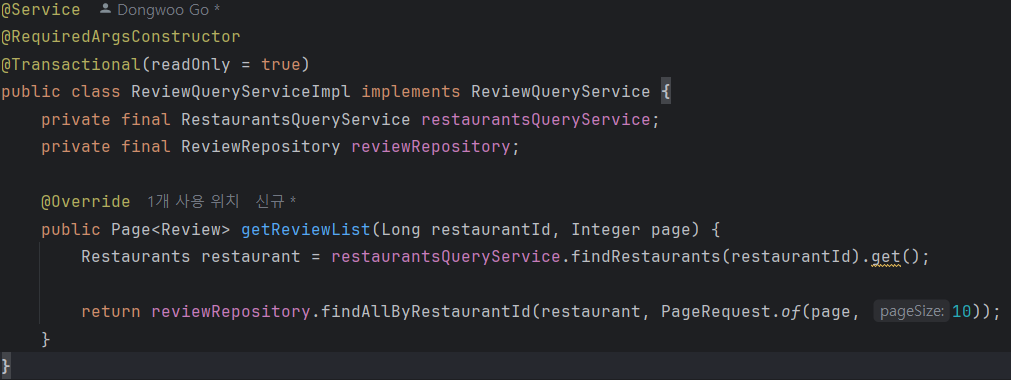 @Service Dongwoo Go *
@RequiredArgsConstructor
@Transactional(readOnly = true)
public class ReviewQueryServiceImpl implements ReviewQueryService {
private final RestaurantsQueryService restaurantsQueryService;
private final ReviewRepository reviewRepository;
@Override 1개 사용 위치 신규 *
public Page<Review> getReviewList(Long restaurantId, Integer page) {
Restaurants restaurant = restaurantsQueryService.findRestaurants(restaurantId).get();
return reviewRepository.findAllByRestaurantId(restaurant, PageRequest.of(page, pageSize: 10));
}
}